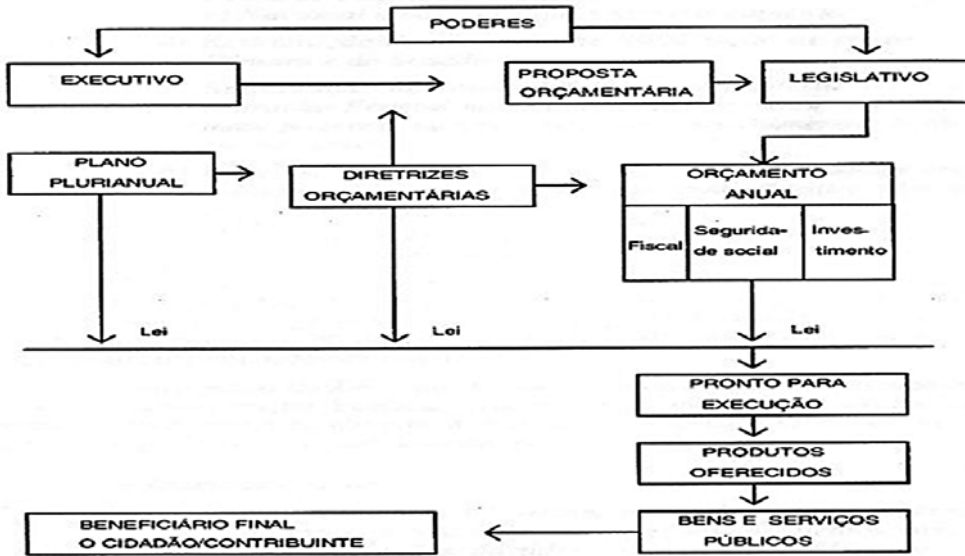 PODERES
EXECUTIVO
PROPOSTA
ORÇAMENTÁRIA
LEGISLATIVO
PLANO
PLURIANUAL
DIRETRIZES
ORÇAMENTÁRIAS
ORÇAMENTO
ANUAL
Fiscal
Segurida-
de social
Inves-
timento
Lei
Lei
Lei
PRONTO PARA
EXECUÇÃO
PRODUTOS
OFERECIDOS
BENEFICIÁRIO FINAL
O CIDADÃO/CONTRIBUINTE
BENS E SERVIÇOS
PÚBLICOS